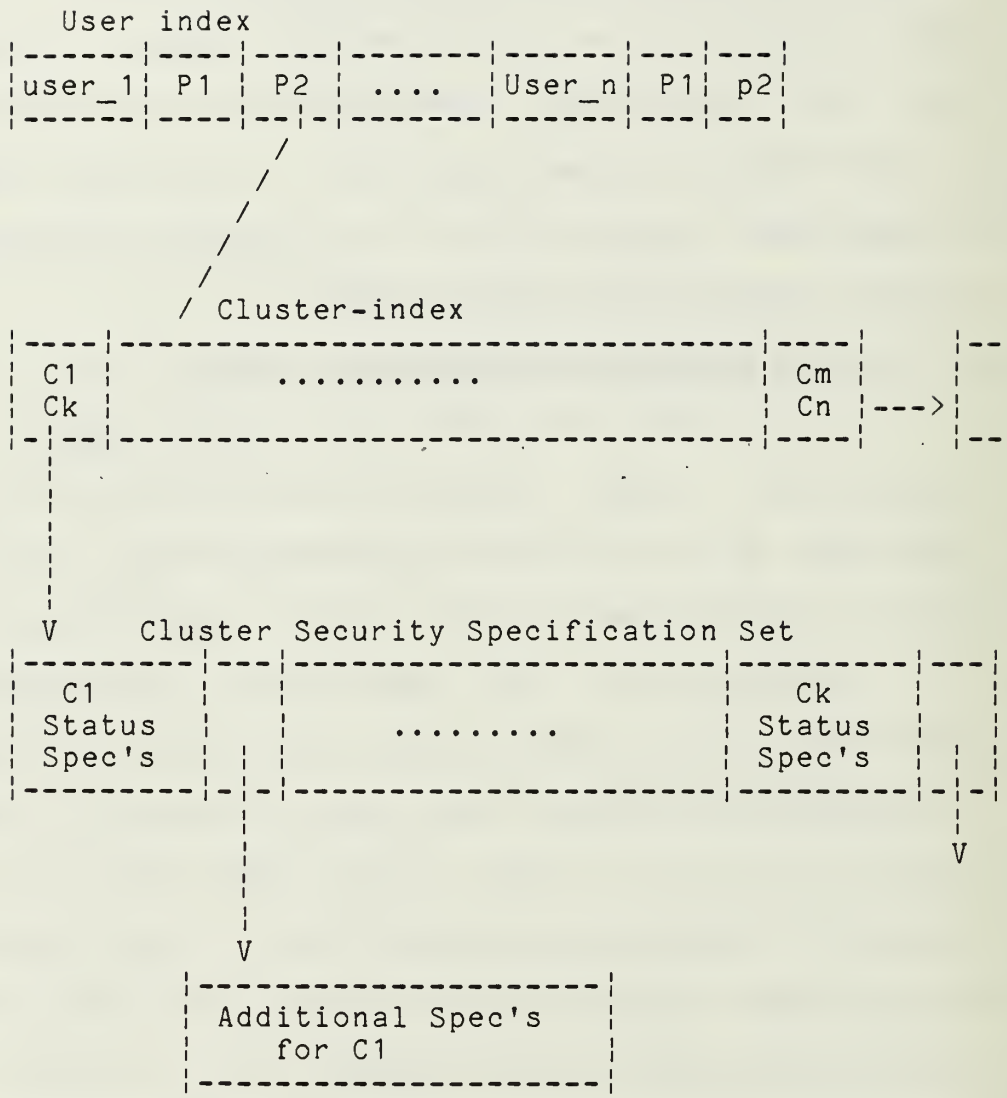 User index
user_1 P1 P2 .... User_n P1 p2
Cluster-index
C1 ........... Cm
Ck Cn
V Cluster Security Specification Set
C1 Ck
Status ......... Status
Spec's Spec's
V
V
Additional Spec's
for C1